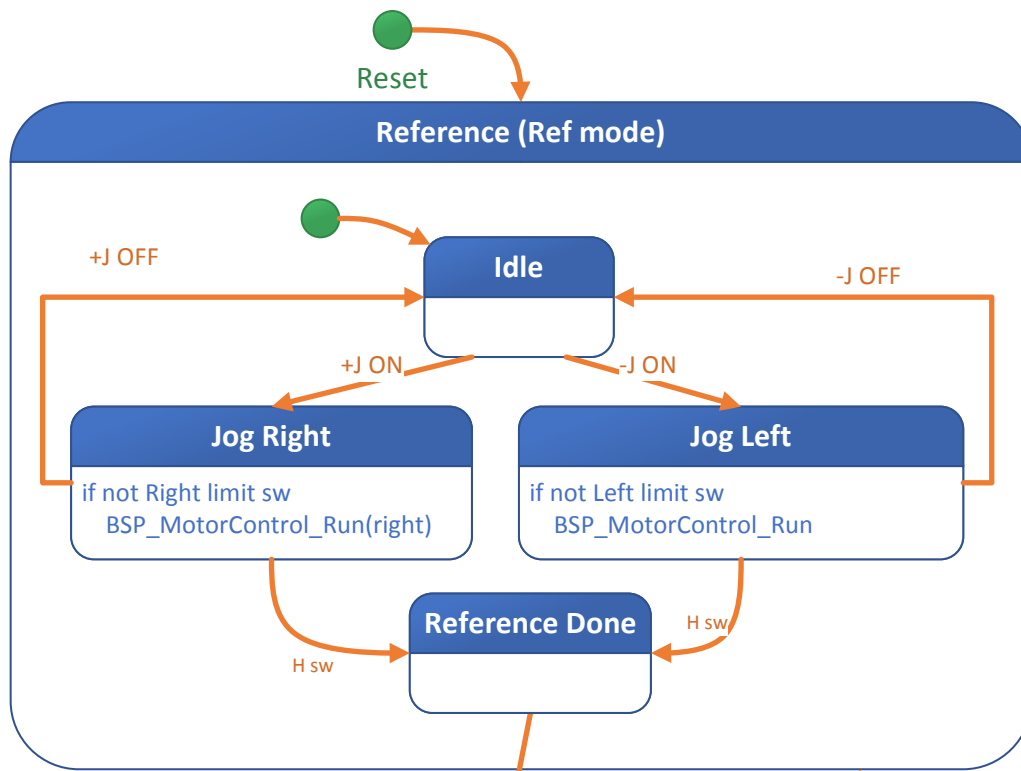 Reset
Reference (Ref mode)
+J OFF
Idle
-J OFF
+J ON
-J ON
Jog Right
if not Right limit sw
BSP_MotorControl_Run(right)
Jog Left
if not Left limit sw
BSP_MotorControl_Run
Reference Done
H sw
H sw